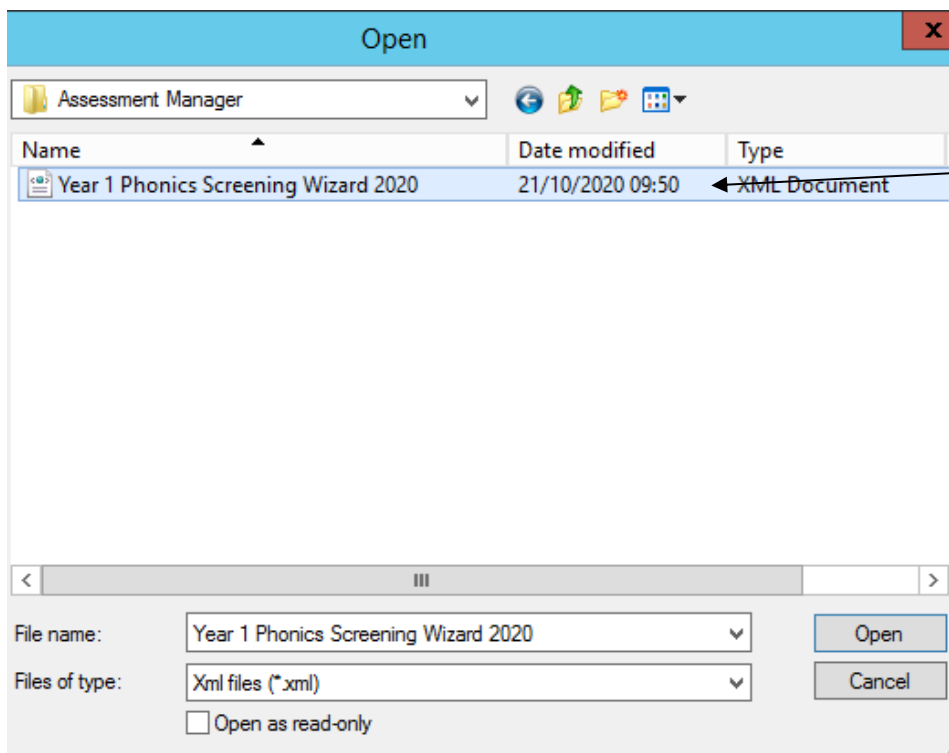 Open
x
Assessment Manager
Name Date modified Type
Year 1 Phonics Screening Wizard 2020 21/10/2020 09:50 XML Document
File name: Year 1 Phonics Screening Wizard 2020 Open
Files of type: Xml files (*.xml) Cancel
Open as read-only